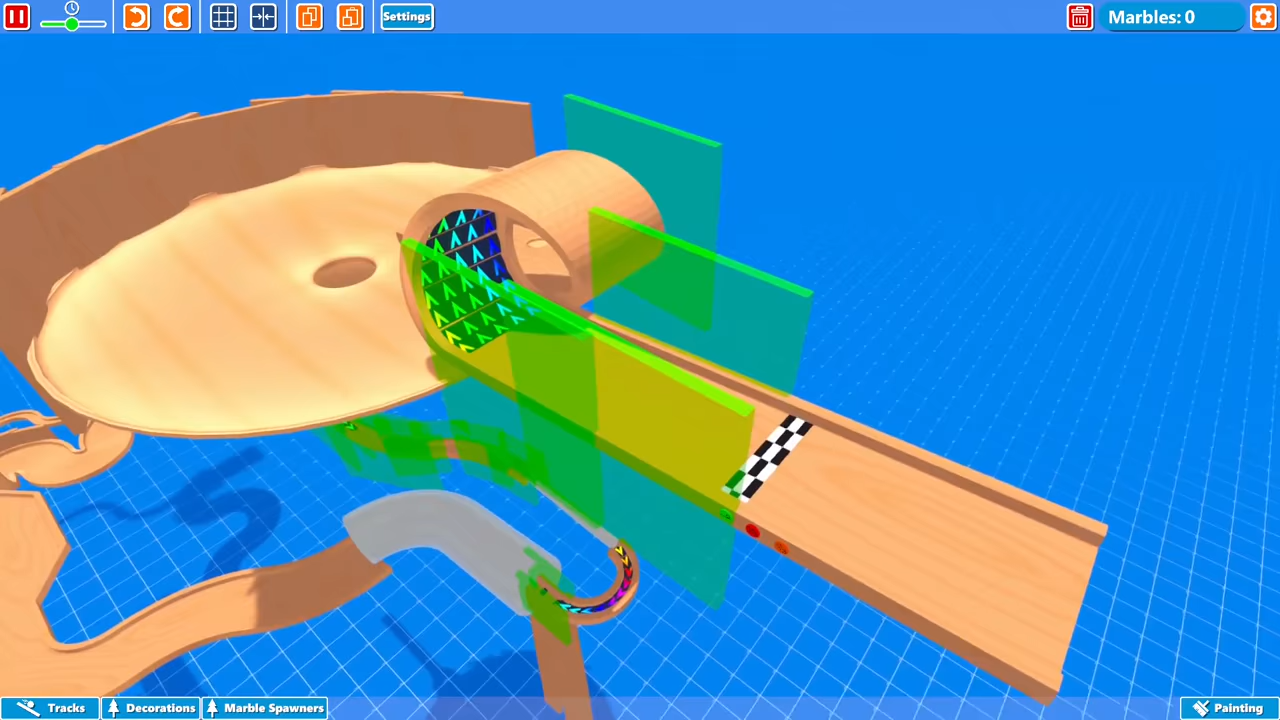 Settings
Marbles: 0
Tracks
Decorations
Marble Spawners
Painting